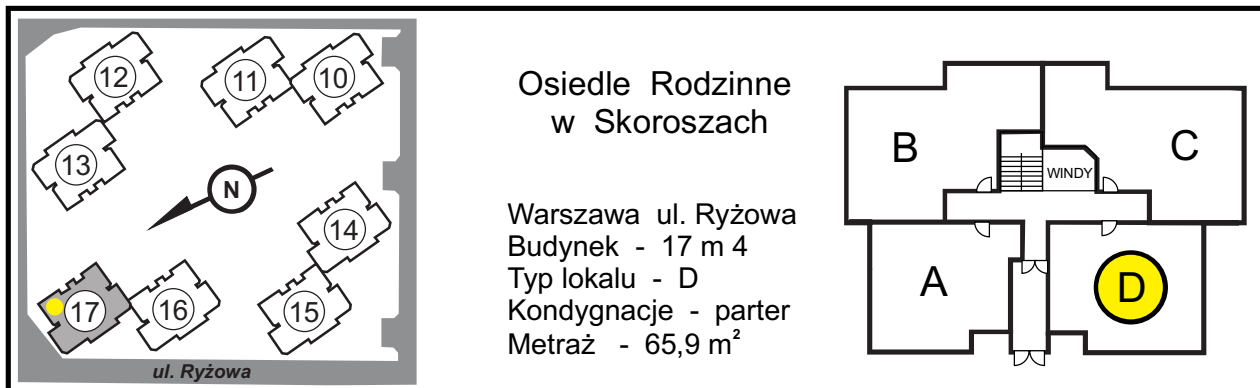 12
11
10
13
N
14
17
16
15
ul. Ryżowa
Osiedle Rodzinne
w Skoroszach
Warszawa ul. Ryżowa
Budynek - 17 m 4
Typ lokalu - D
Kondygnacje - parter
Metraż - 65,9 m²
B
C
WINDY
A
D